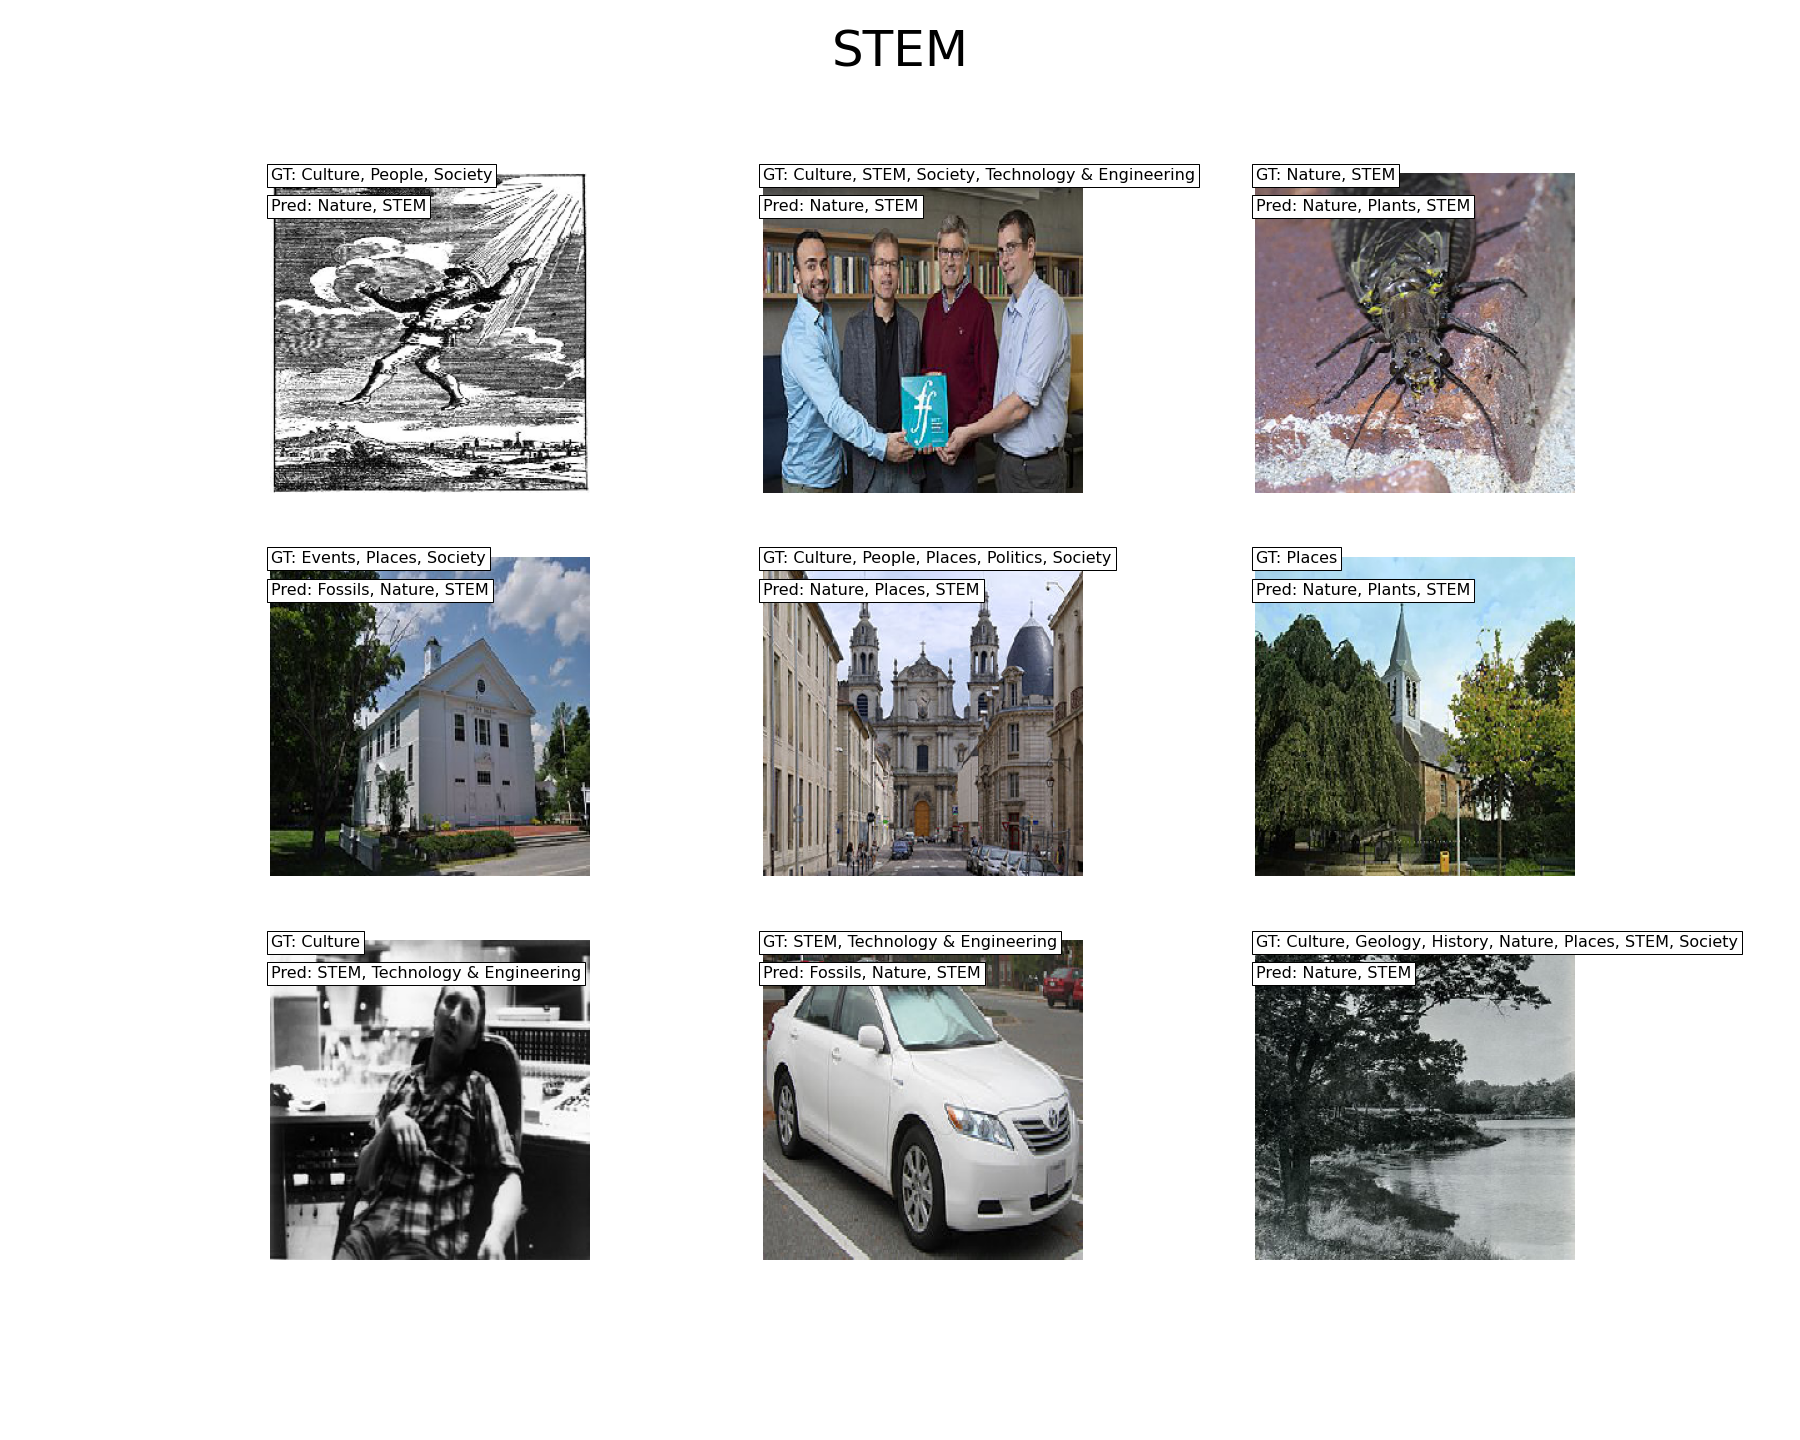 STEM
GT: Culture, People, Society
Pred: Nature, STEM
GT: Culture, STEM, Society, Technology & Engineering
Pred: Nature, STEM
ff
GT: Nature, STEM
Pred: Nature, Plants, STEM
GT: Events, Places, Society
Pred: Fossils, Nature, STEM
GT: Culture, People, Places, Politics, Society
Pred: Nature, Places, STEM
GT: Places
Pred: Nature, Plants, STEM
GT: Culture
Pred: STEM, Technology & Engineering
GT: STEM, Technology & Engineering
Pred: Fossils, Nature, STEM
GT: Culture, Geology, History, Nature, Places, STEM, Society
Pred: Nature, STEM